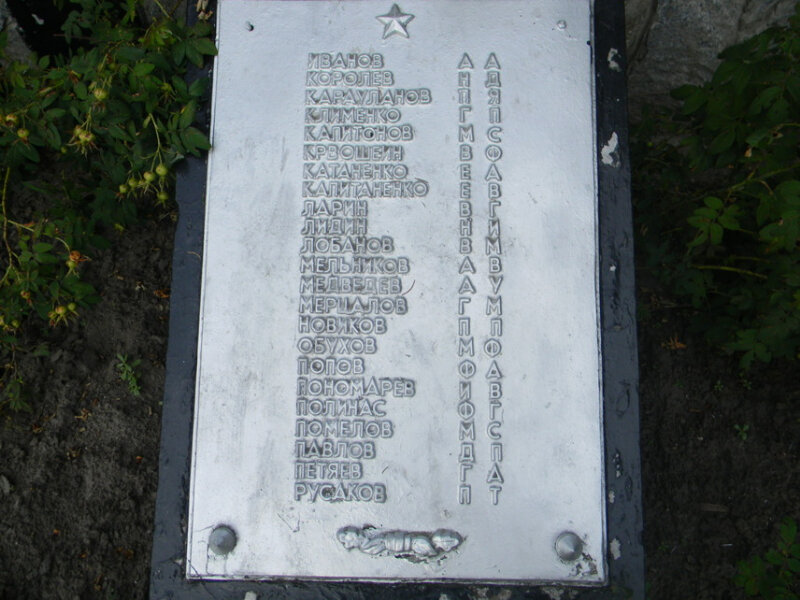 ИВАНОВ А А
КОРОЛЕВ Н Д
КАРАУЛАНОВ Т Я
КЛИМЕНКО Г П
КАПИТОНОВ М С
КРВОШЕИН В Ф
КАТАНЕНКО Е А
КАПИТАНЕНКО Е В
ЛАРИН В Г
ЛИДИН Н И
ЛОБАНОВ В М
МЕЛЬНИКОВ А В
МЕДВЕДЕВ А У
МЕРЦАЛОВ Г М
НОВИКОВ П П
ОБУХОВ М Ф
ПОПОВ Ф А
ПОНОМАРЕВ И В
ПОЛИНАС Ф Г
ПОМЕЛОВ М С
ПАВЛОВ Д П
ПЕТЯЕВ Г А
РУСАКОВ П Т